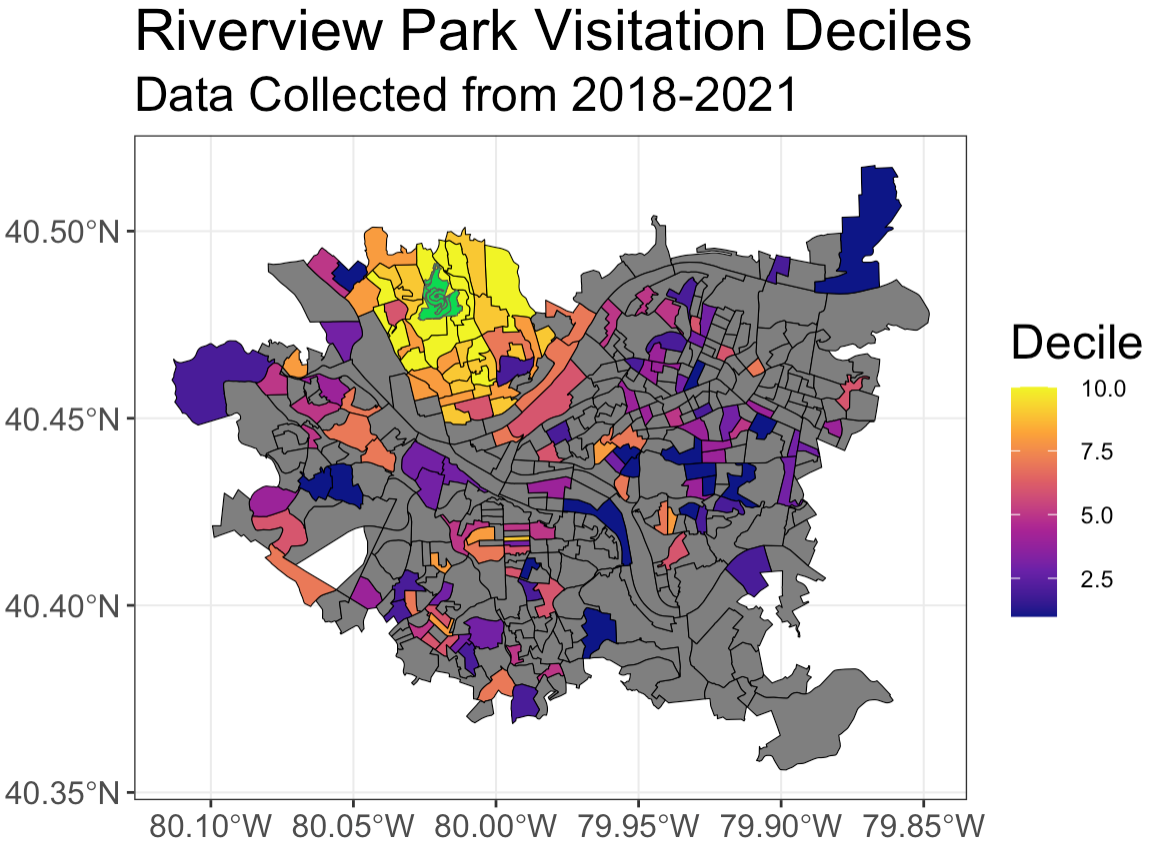 Riverview Park Visitation Deciles
Data Collected from 2018-2021
40.50°N
40.45°N
40.40°N
40.35°N
80.10°W 80.05°W 80.00°W 79.95°W 79.90°W 79.85°W
Decile
10.0
7.5
5.0
2.5